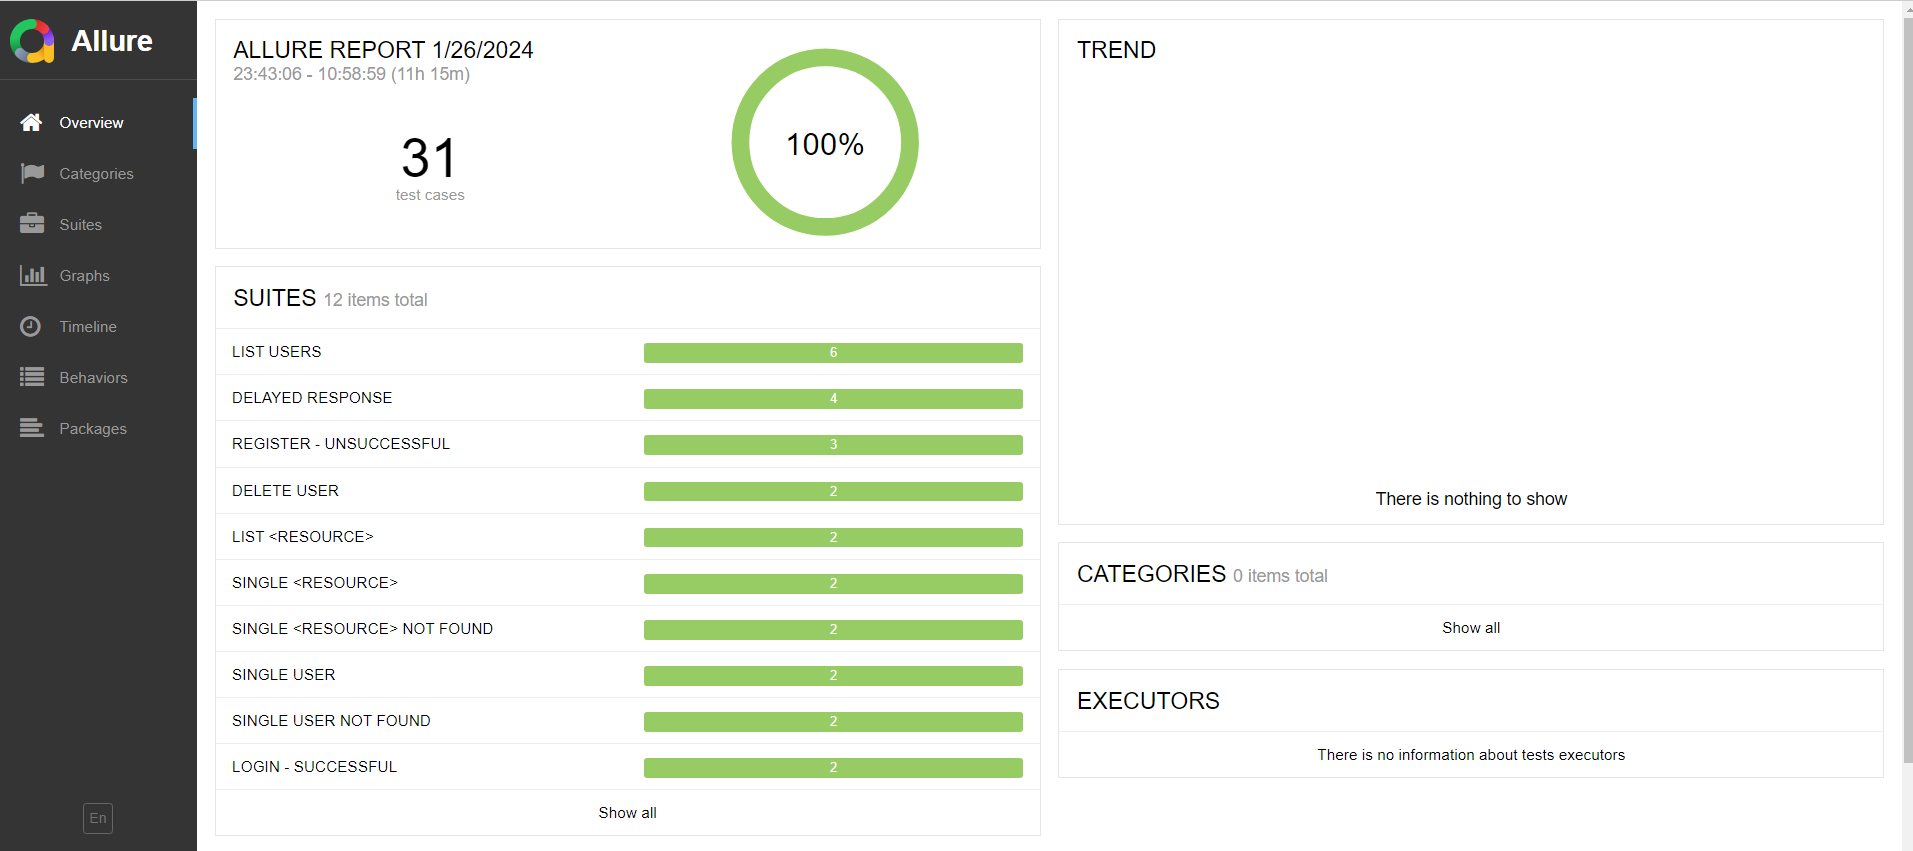 Allure
Overview
Categories
Suites
Graphs
Timeline
Behaviors
Packages
En
ALLURE REPORT 1/26/2024
23:43:06 - 10:58:59 (11h 15m)
31
test cases
100%
SUITES 12 items total
LIST USERS 6
DELAYED RESPONSE 4
REGISTER - UNSUCCESSFUL 3
DELETE USER 2
LIST <RESOURCE> 2
SINGLE <RESOURCE> 2
SINGLE <RESOURCE> NOT FOUND 2
SINGLE USER 2
SINGLE USER NOT FOUND 2
LOGIN - SUCCESSFUL 2
Show all
TREND
There is nothing to show
CATEGORIES 0 items total
Show all
EXECUTORS
There is no information about tests executors